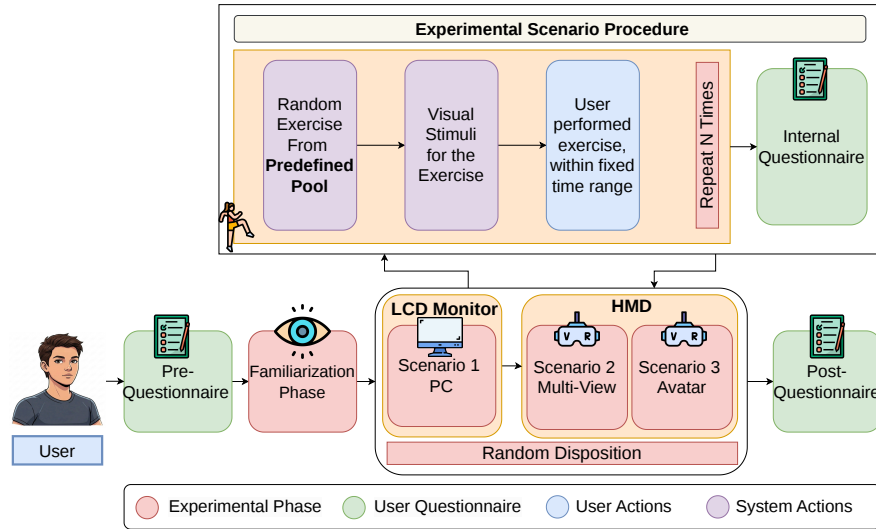 Experimental Scenario Procedure
Random
Exercise
From
Predefined
Pool
Visual
Stimuli
for the
Exercise
User
performed
exercise,
within fixed
time range
Repeat N Times
Internal
Questionnaire
LCD Monitor
HMD
Scenario 1
PC
V R
Scenario 2
Multi-View
V R
Scenario 3
Avatar
Random Disposition
Pre-
Questionnaire
Familiarization
Phase
Post-
Questionnaire
User
Experimental Phase
User Questionnaire
User Actions
System Actions